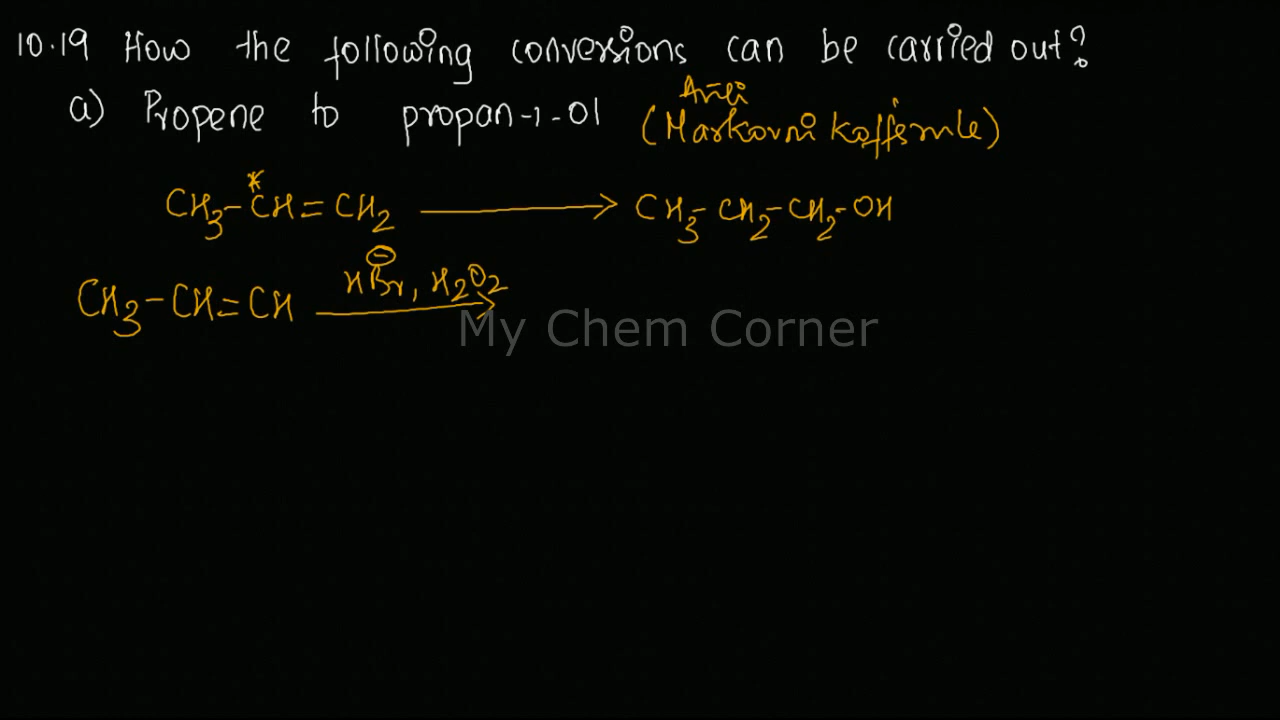 10.19 How the following conversions can be carried out?
a) Propene to propan-1-ol
Anti
(Markovnikoff's rule)
*
CH3-CH=CH2 ⟶ CH3-CH2-CH2-OH
⊖
CH3-CH=CH HBr, H2O2 ⟶
My Chem Corner